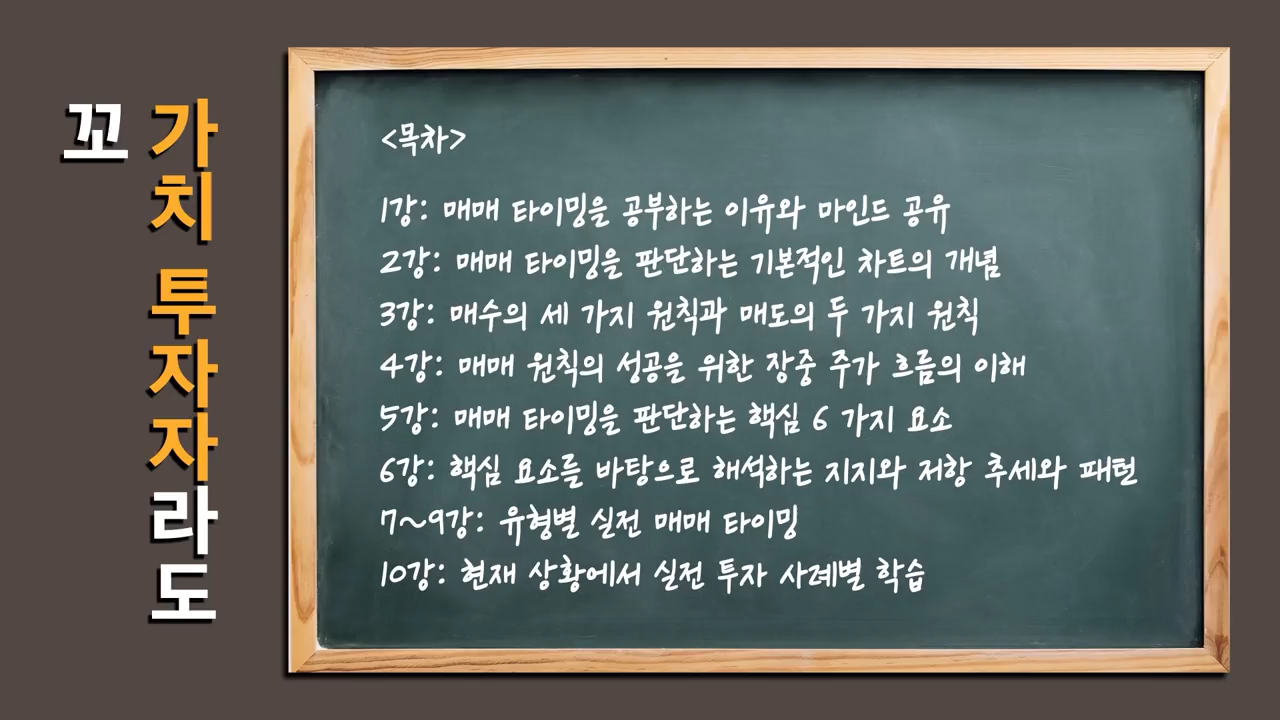 가치 투자자라도
꼬
<목차>
1강: 매매 타이밍을 공부하는 이유와 마인드 공유
2강: 매매 타이밍을 판단하는 기본적인 차트의 개념
3강: 매수의 세 가지 원칙과 매도의 두 가지 원칙
4강: 매매 원칙의 성공을 위한 장중 주가 흐름의 이해
5강: 매매 타이밍을 판단하는 핵심 6 가지 요소
6강: 핵심 요소를 바탕으로 해석하는 지지와 저항 추세와 패턴
7~9강: 유형별 실전 매매 타이밍
10강: 현재 상황에서 실전 투자 사례별 학습